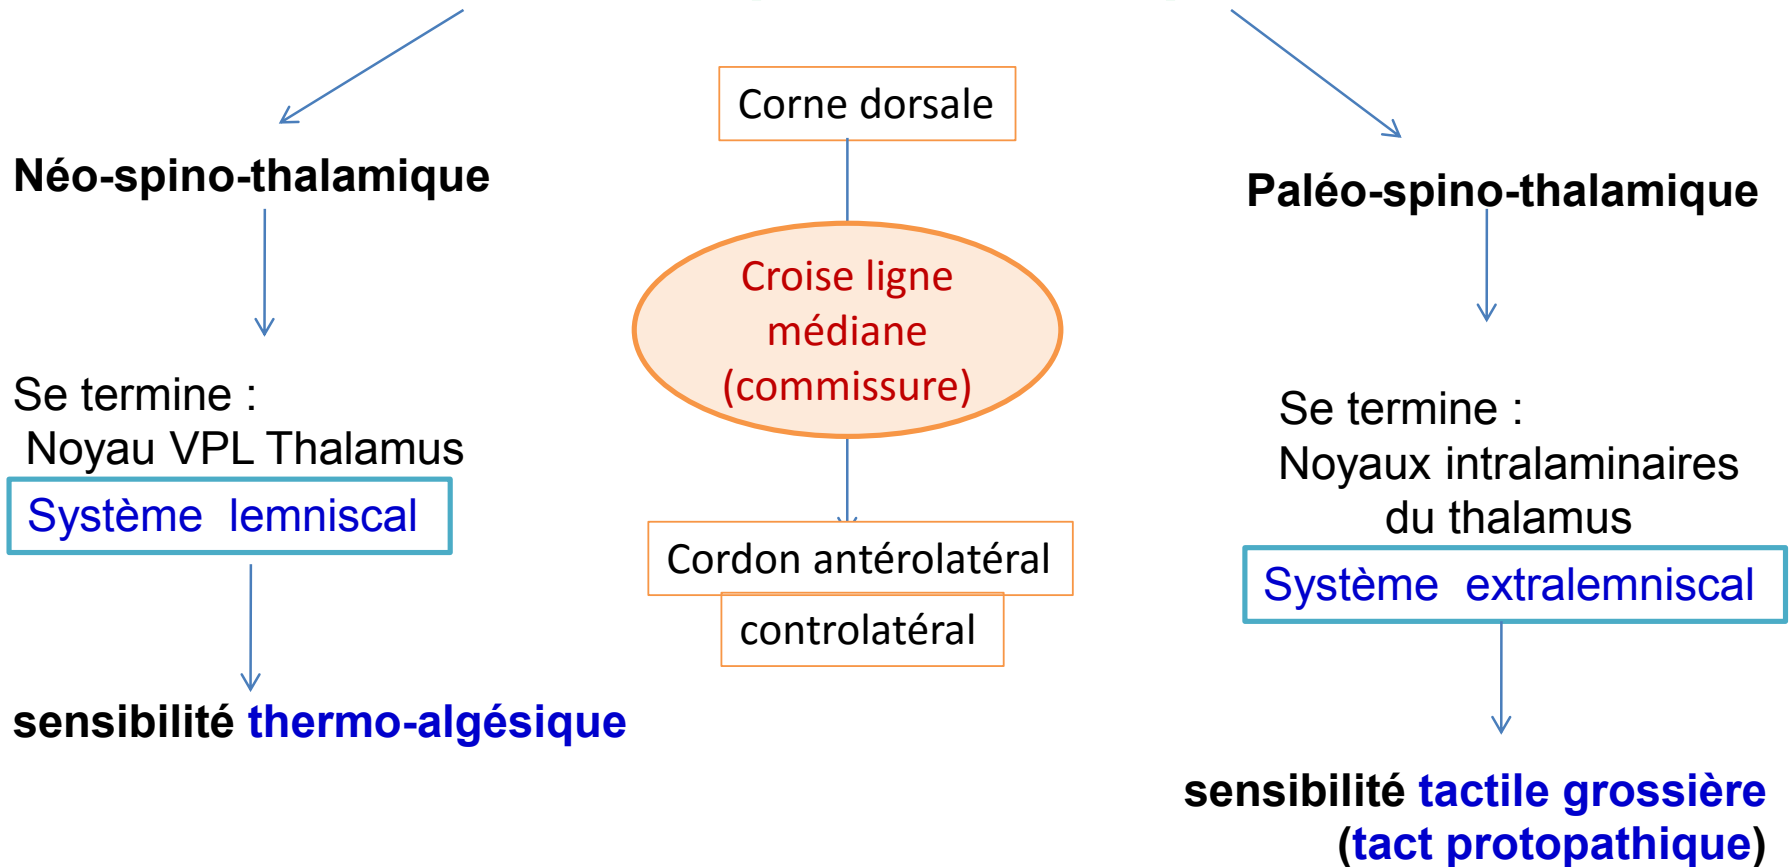 Corne dorsale
Néo-spino-thalamique
Paléo-spino-thalamique
Croise ligne
médiane
(commissure)
Se termine :
Noyau VPL Thalamus
Système lemniscal
Se termine :
Noyaux intralaminaires
du thalamus
Système extralemniscal
Cordon antérolatéral
controlatéral
sensibilité thermo-algésique
sensibilité tactile grossière
(tact protopathique)